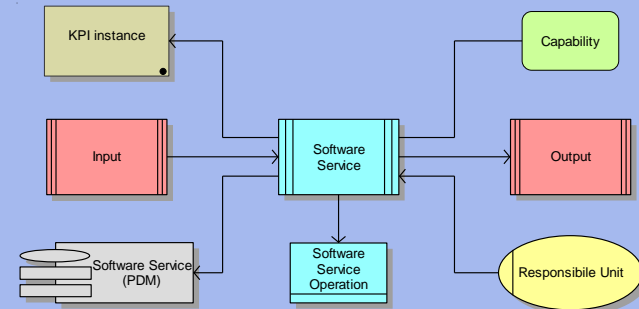 KPI instance
Capability
Input
Software
Service
Output
Software Service
(PDM)
Software
Service
Operation
Responsibile Unit